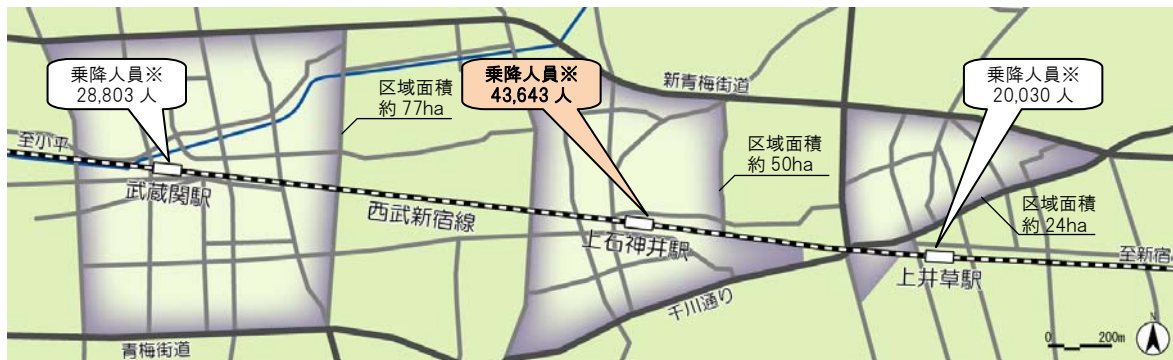 乗降人員※
28,803 人
区域面積
約 77ha
乗降人員※
43,643 人
新青梅街道
乗降人員※
20,030 人
区域面積
約 50ha
至小平
武蔵関駅
西武新宿線
上石神井駅
区域面積
約 24ha
至新宿
上井草駅
千川通り
青梅街道
0 200m
N